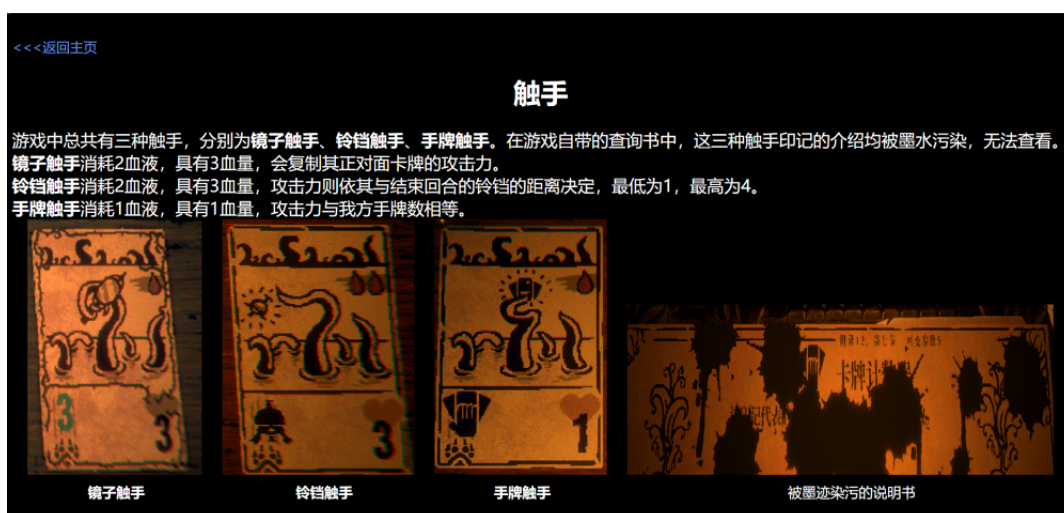 <<<返回主页
触手
游戏中总共有三种触手，分别为镜子触手、铃铛触手、手牌触手。在游戏自带的查询书中，这三种触手印记的介绍均被墨水污染，无法查看。
镜子触手消耗2血液，具有3血量，会复制其正对面卡牌的攻击力。
铃铛触手消耗2血液，具有3血量，攻击力则依其与结束回合的铃铛的距离决定，最低为1，最高为4。
手牌触手消耗1血液，具有1血量，攻击力与我方手牌数相等。
3
3
3
1
镜子触手
铃铛触手
手牌触手
被墨迹染污的说明书